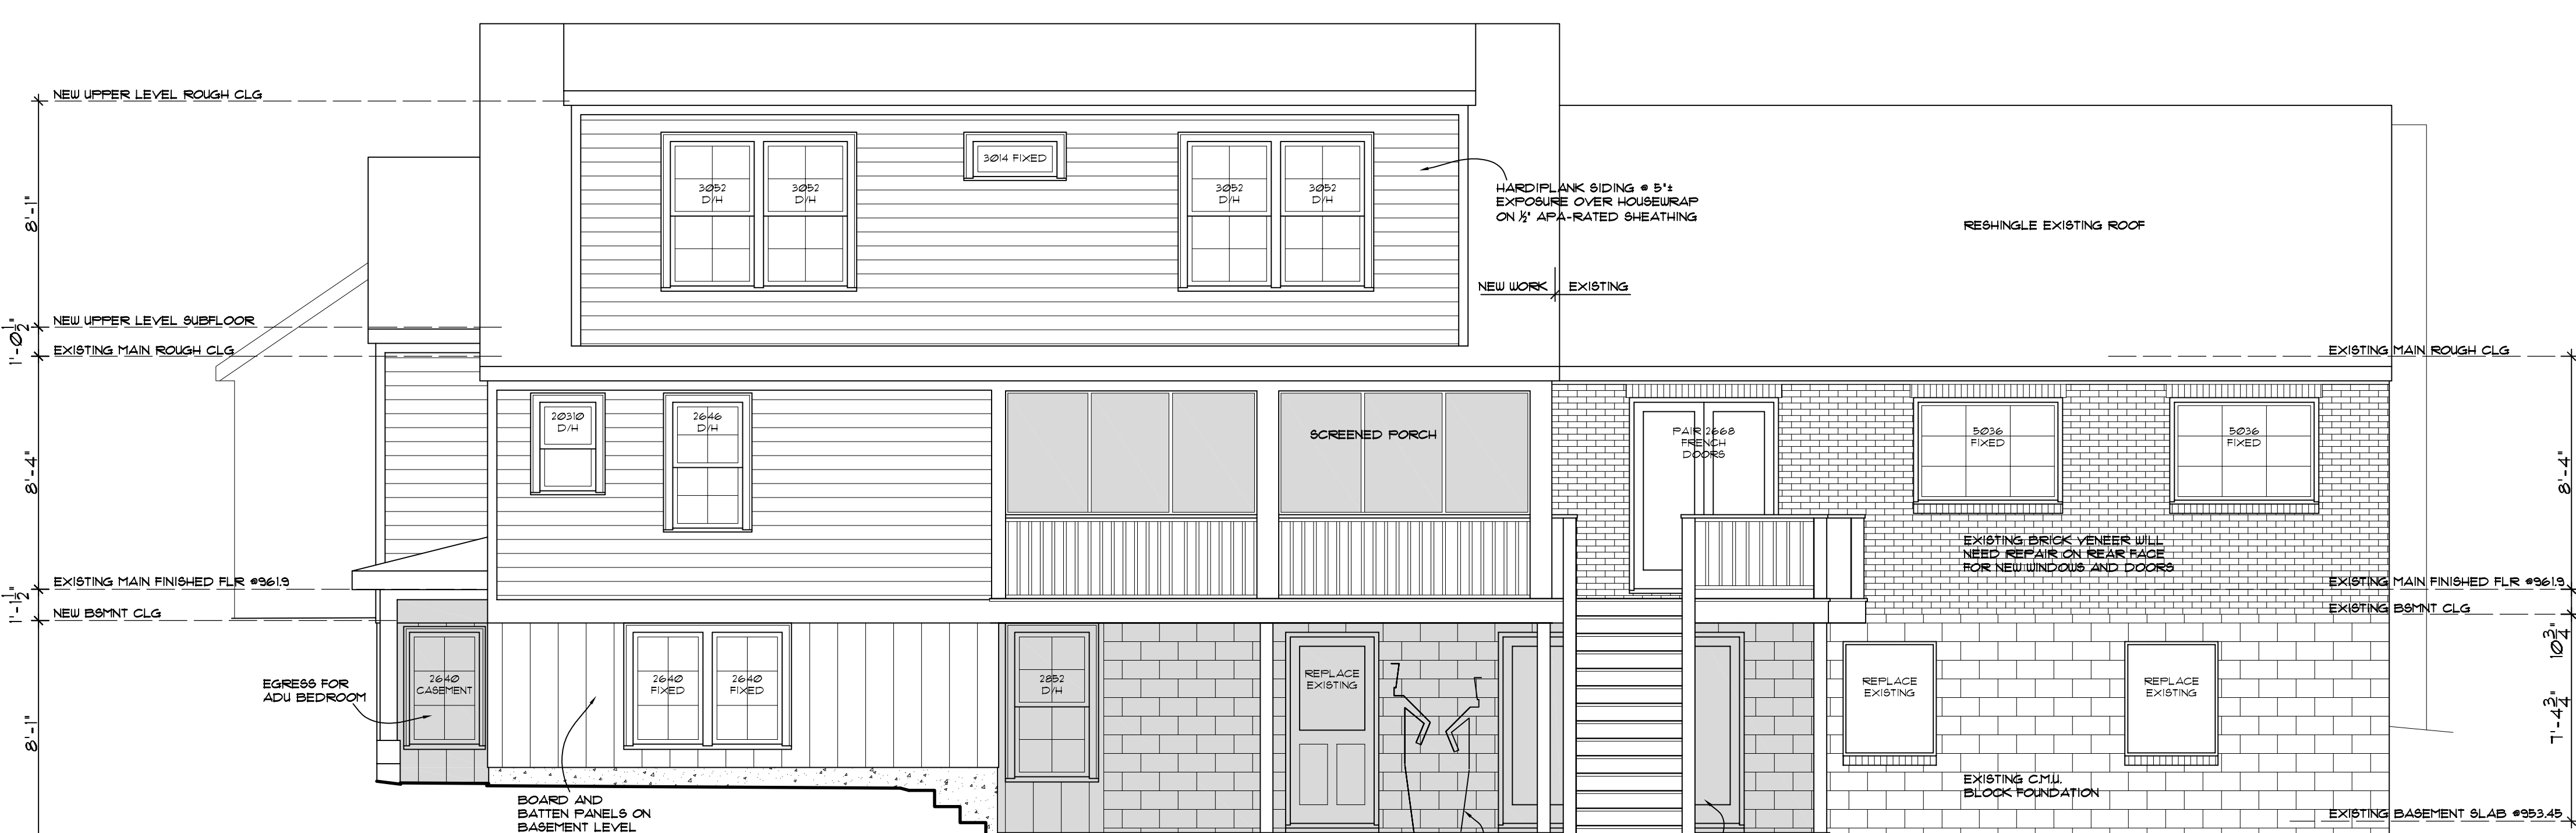 NEW UPPER LEVEL ROUGH CLG
8'-1"
3052
D/H
3052
D/H
3014 FIXED
3052
D/H
3052
D/H
HARDIPLANK SIDING @ 5"±
EXPOSURE OVER HOUSEWRAP
ON ½" APA-RATED SHEATHING
RESHINGLE EXISTING ROOF
NEW WORK
EXISTING
NEW UPPER LEVEL SUBFLOOR
1'-0½"
EXISTING MAIN ROUGH CLG
EXISTING MAIN ROUGH CLG
8'-4"
20310
D/H
2646
D/H
SCREENED PORCH
PAIR 2668
FRENCH
DOORS
5036
FIXED
5036
FIXED
8'-4"
EXISTING BRICK VENEER WILL
NEED REPAIR ON REAR FACE
FOR NEW WINDOWS AND DOORS
EXISTING MAIN FINISHED FLR @961.9
EXISTING MAIN FINISHED FLR @961.9
1'-1½"
NEW BSMNT CLG
EXISTING BSMNT CLG
10¾"
EGRESS FOR
ADU BEDROOM
2640
CASEMENT
2640
FIXED
2640
FIXED
2852
D/H
REPLACE
EXISTING
REPLACE
EXISTING
REPLACE
EXISTING
8'-1"
7'-4¾"
BOARD AND
BATTEN PANELS ON
BASEMENT LEVEL
EXISTING C.M.U.
BLOCK FOUNDATION
EXISTING BASEMENT SLAB @953.45